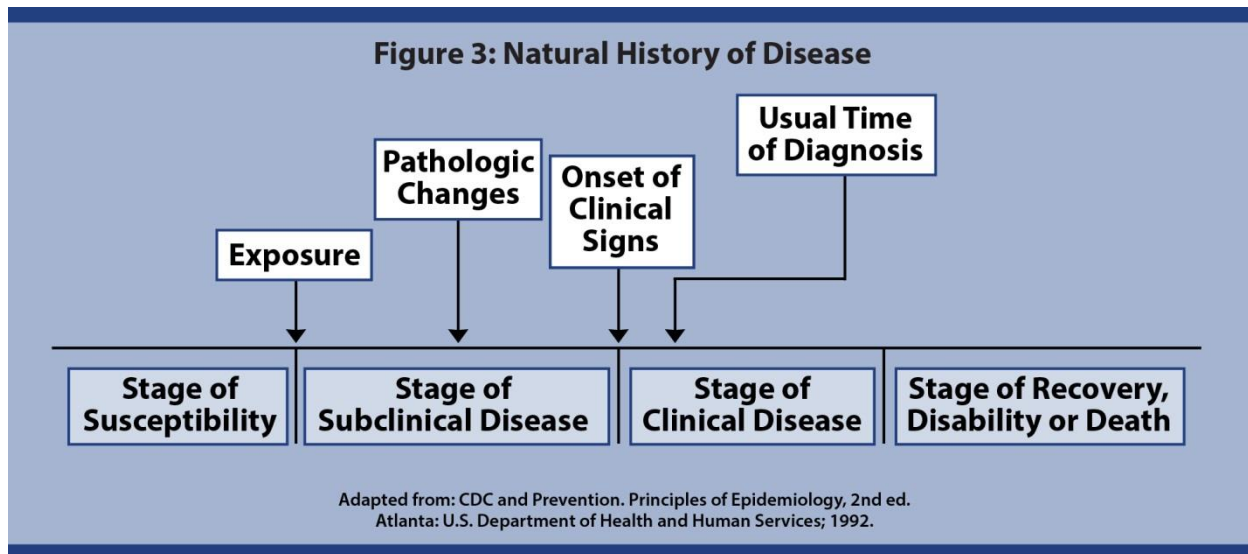 Figure 3: Natural History of Disease
Usual Time
of Diagnosis
Pathologic
Changes
Onset of
Clinical
Signs
Exposure
Stage of
Susceptibility
Stage of
Subclinical Disease
Stage of
Clinical Disease
Stage of Recovery,
Disability or Death
Adapted from: CDC and Prevention. Principles of Epidemiology, 2nd ed.
Atlanta: U.S. Department of Health and Human Services; 1992.